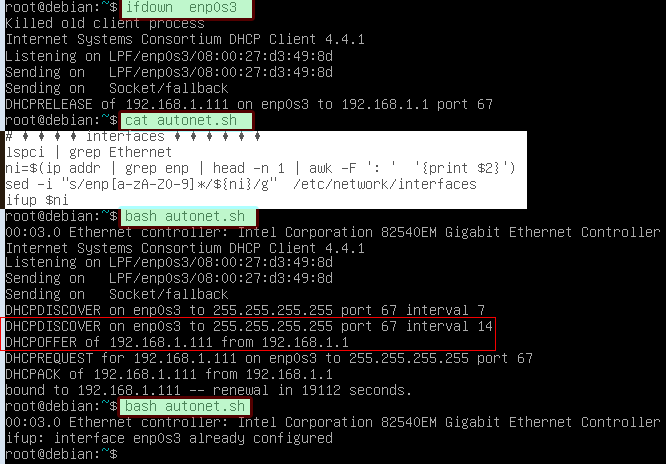 root@debian:~$ ifdown  enp0s3
Killed old client process
Internet Systems Consortium DHCP Client 4.4.1
Listening on LPF/enp0s3/08:00:27:d3:49:8d
Sending on   LPF/enp0s3/08:00:27:d3:49:8d
Sending on   Socket/fallback
DHCPRELEASE of 192.168.1.111 on enp0s3 to 192.168.1.1 port 67
root@debian:~$ cat autonet.sh
# ♦ ♦ ♦ ♦ interfaces ♦ ♦ ♦ ♦ ♦ ♦
lspci | grep Ethernet
ni=$(ip addr | grep enp | head -n 1 | awk -F ': '  '{print $2}')
sed -i "s/enp[a-zA-Z0-9]*/${ni}/g"  /etc/network/interfaces
ifup $ni
root@debian:~$ bash autonet.sh
00:03.0 Ethernet controller: Intel Corporation 82540EM Gigabit Ethernet Controller
Internet Systems Consortium DHCP Client 4.4.1
Listening on LPF/enp0s3/08:00:27:d3:49:8d
Sending on   LPF/enp0s3/08:00:27:d3:49:8d
Sending on   Socket/fallback
DHCPDISCOVER on enp0s3 to 255.255.255.255 port 67 interval 7
DHCPDISCOVER on enp0s3 to 255.255.255.255 port 67 interval 14
DHCPOFFER of 192.168.1.111 from 192.168.1.1
DHCPREQUEST for 192.168.1.111 on enp0s3 to 255.255.255.255 port 67
DHCPACK of 192.168.1.111 from 192.168.1.1
bound to 192.168.1.111 -- renewal in 19112 seconds.
root@debian:~$ bash autonet.sh
00:03.0 Ethernet controller: Intel Corporation 82540EM Gigabit Ethernet Controller
ifup: interface enp0s3 already configured
root@debian:~$